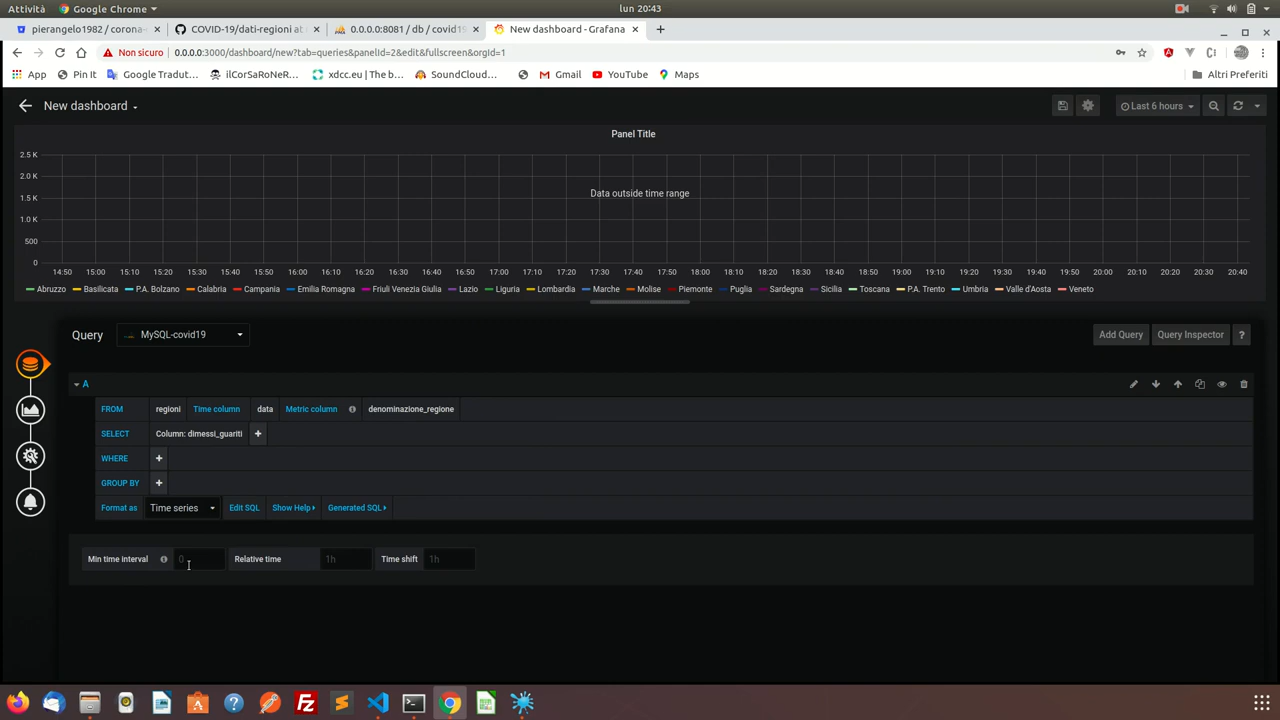 Attività
Google Chrome
lun 20:43
pierangelo1982 / corona-
COVID-19/dati-regioni at
0.0.0.0:8081 / db / covid19
New dashboard - Grafana
Non sicuro
0.0.0.0:3000/dashboard/new?tab=queries&panelId=2&edit&fullscreen&orgId=1
App
Pin It
Google Tradut...
ilCorSaRoNeR...
xdcc.eu | The b...
SoundCloud...
Gmail
YouTube
Maps
Altri Preferiti
New dashboard
Last 6 hours
Panel Title
2.5 K
2.0 K
1.5 K
1.0 K
500
0
Data outside time range
14:50 15:00 15:10 15:20 15:30 15:40 15:50 16:00 16:10 16:20 16:30 16:40 16:50 17:00 17:10 17:20 17:30 17:40 17:50 18:00 18:10 18:20 18:30 18:40 18:50 19:00 19:10 19:20 19:30 19:40 19:50 20:00 20:10 20:20 20:30 20:40
Abruzzo Basilicata P.A. Bolzano Calabria Campania Emilia Romagna Friuli Venezia Giulia Lazio Liguria Lombardia Marche Molise Piemonte Puglia Sardegna Sicilia Toscana P.A. Trento Umbria Valle d'Aosta Veneto
Query
MySQL-covid19
Add Query
Query Inspector
?
A
FROM regioni Time column data Metric column denominazione_regione
SELECT Column: dimessi_guariti +
WHERE +
GROUP BY +
Format as Time series Edit SQL Show Help Generated SQL
Min time interval 0 Relative time 1h Time shift 1h